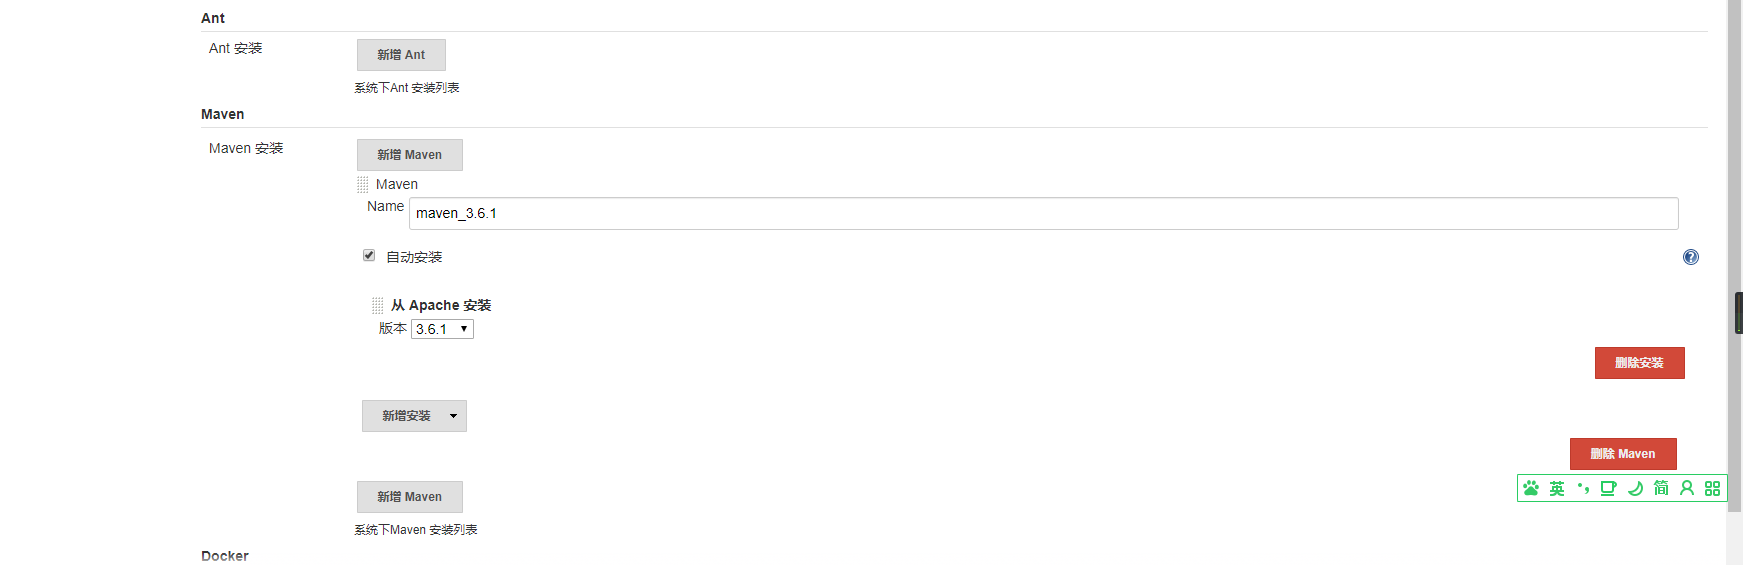 Ant
Ant 安装
新增 Ant
系统下Ant 安装列表
Maven
Maven 安装
新增 Maven
Maven
Name
maven_3.6.1
自动安装
从 Apache 安装
版本 3.6.1
删除安装
新增安装
删除 Maven
英 简
新增 Maven
系统下Maven 安装列表
Docker